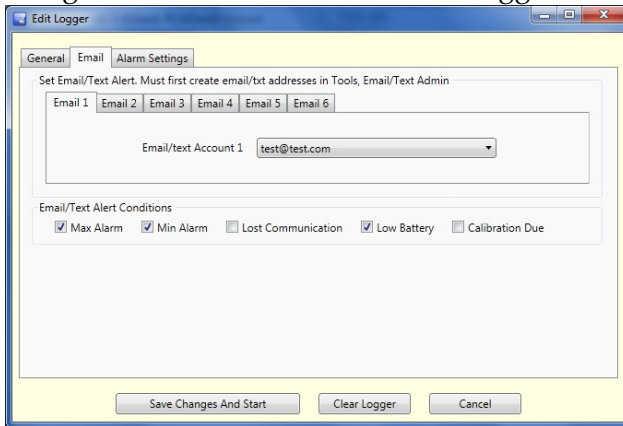 Edit Logger
General Email Alarm Settings
Set Email/Text Alert. Must first create email/txt addresses in Tools, Email/Text Admin
Email 1 Email 2 Email 3 Email 4 Email 5 Email 6
Email/text Account 1 test@test.com
Email/Text Alert Conditions
Max Alarm Min Alarm Lost Communication Low Battery Calibration Due
Save Changes And Start Clear Logger Cancel